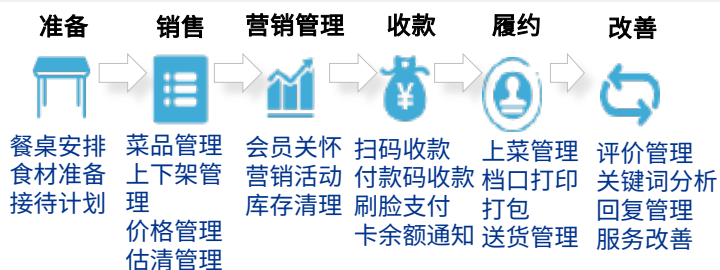 准备
销售
营销管理
收款
履约
改善
餐桌安排
食材准备
接待计划
菜品管理
上下架管
理
价格管理
估清管理
会员关怀
营销活动
库存清理
¥
扫码收款
付款码收款
刷脸支付
卡余额通知
上菜管理
档口打印
打包
送货管理
评价管理
关键词分析
回复管理
服务改善